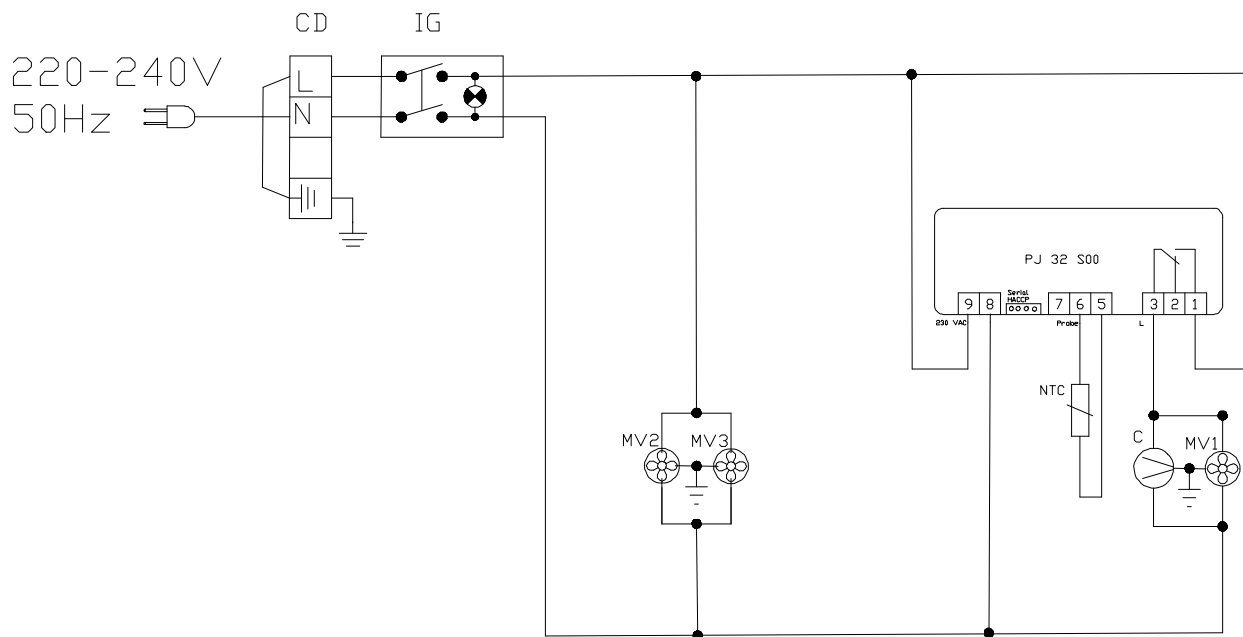 CD
IG
220-240V
50Hz
L
N
PJ 32 S00
Serial
HACCP
9 8
7 6 5
3 2 1
230 VAC
Probe
L
NTC
MV2
MV3
C
MV1